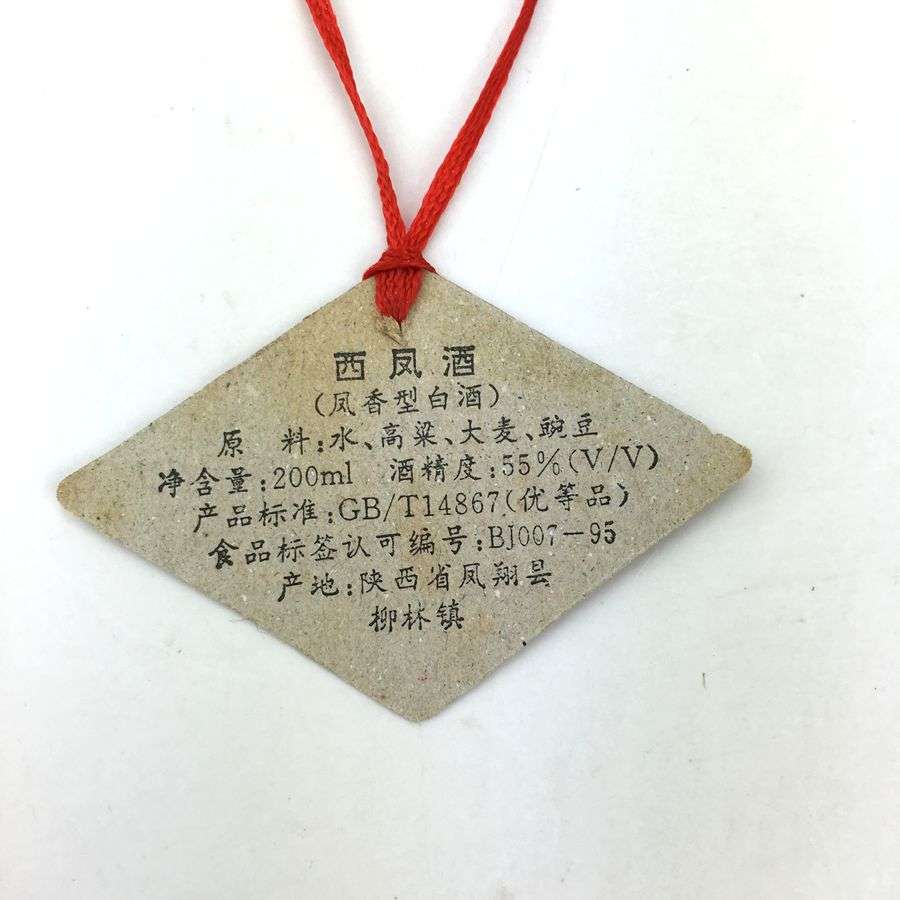 西凤酒
(凤香型白酒)
原 料:水、高粱、大麦、豌豆
净含量:200ml 酒精度:55%(V/V)
产品标准:GB/T14867(优等品)
食品标签认可编号:BJ007-95
产地:陕西省凤翔县
柳林镇